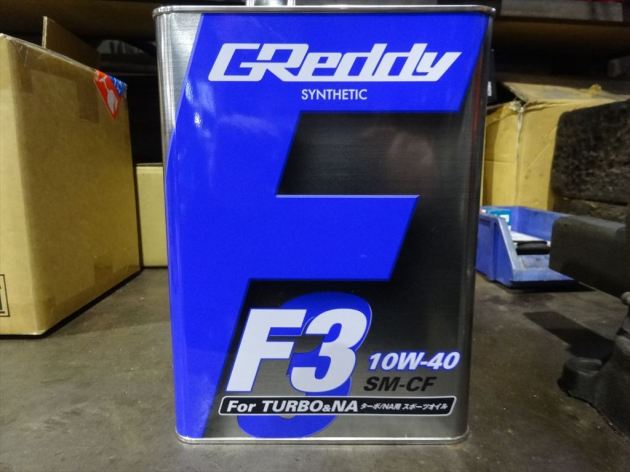 GReddy
SYNTHETIC
F3
10W-40
SM-CF
For TURBO&NA ターボ/NA用 スポーツオイル